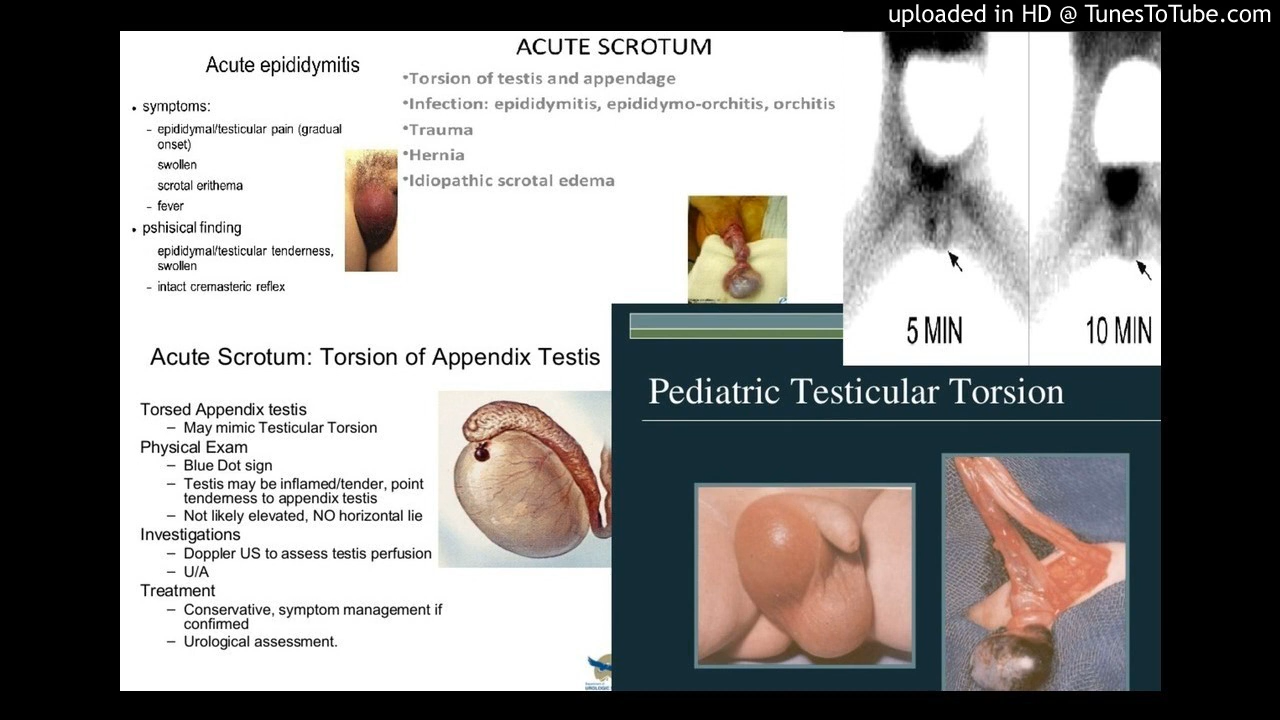 uploaded in HD @ TunesToTube.com
Acute epididymitis
• symptoms:
– epididymal/testicular pain (gradual
onset)
swollen
scrotal erithema
– fever
• pshisical finding
epididymal/testicular tenderness,
swollen
– intact cremasteric reflex
ACUTE SCROTUM
•Torsion of testis and appendage
•Infection: epididymitis, epididymo-orchitis, orchitis
•Trauma
•Hernia
•Idiopathic scrotal edema
5 MIN
10 MIN
Acute Scrotum: Torsion of Appendix Testis
Torsed Appendix testis
– May mimic Testicular Torsion
Physical Exam
– Blue Dot sign
– Testis may be inflamed/tender, point
tenderness to appendix testis
– Not likely elevated, NO horizontal lie
Investigations
– Doppler US to assess testis perfusion
– U/A
Treatment
– Conservative, symptom management if
confirmed
– Urological assessment.
Pediatric Testicular Torsion